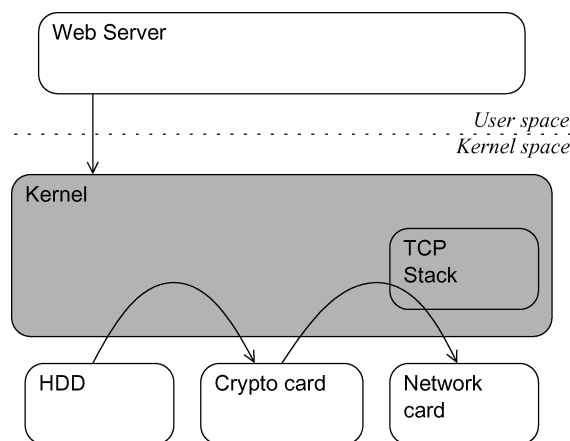 Web Server
User space
Kernel space
Kernel
TCP
Stack
HDD
Crypto card
Network
card